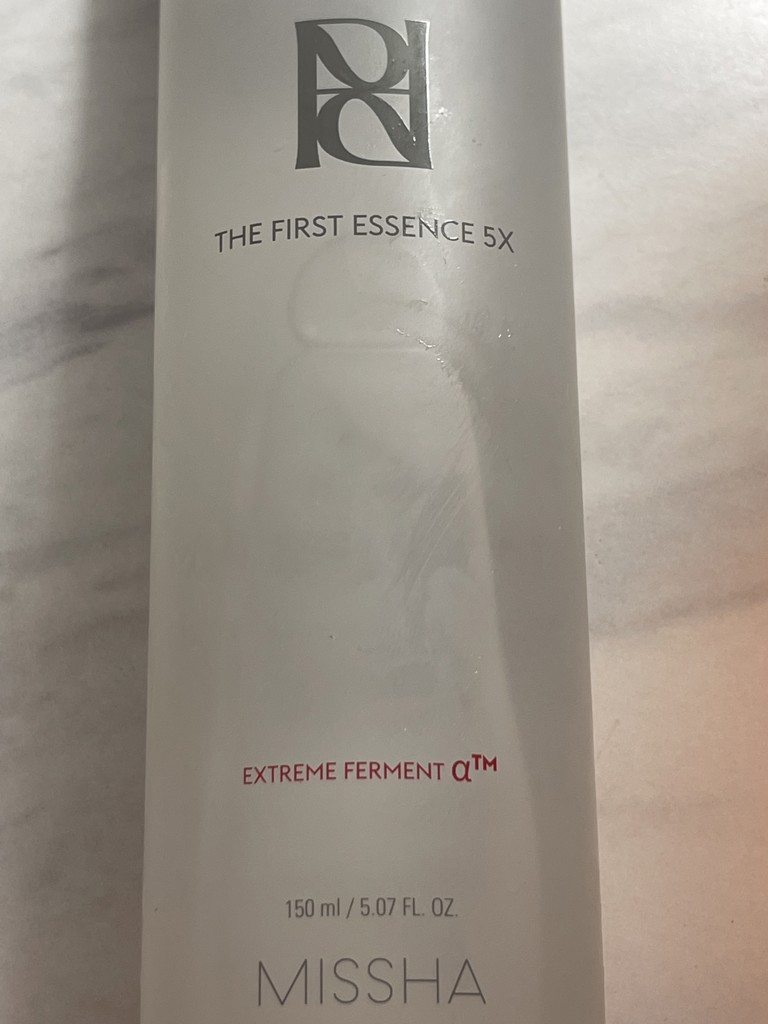 THE FIRST ESSENCE 5X
EXTREME FERMENT α™
150 ml / 5.07 FL. OZ.
MISSHA